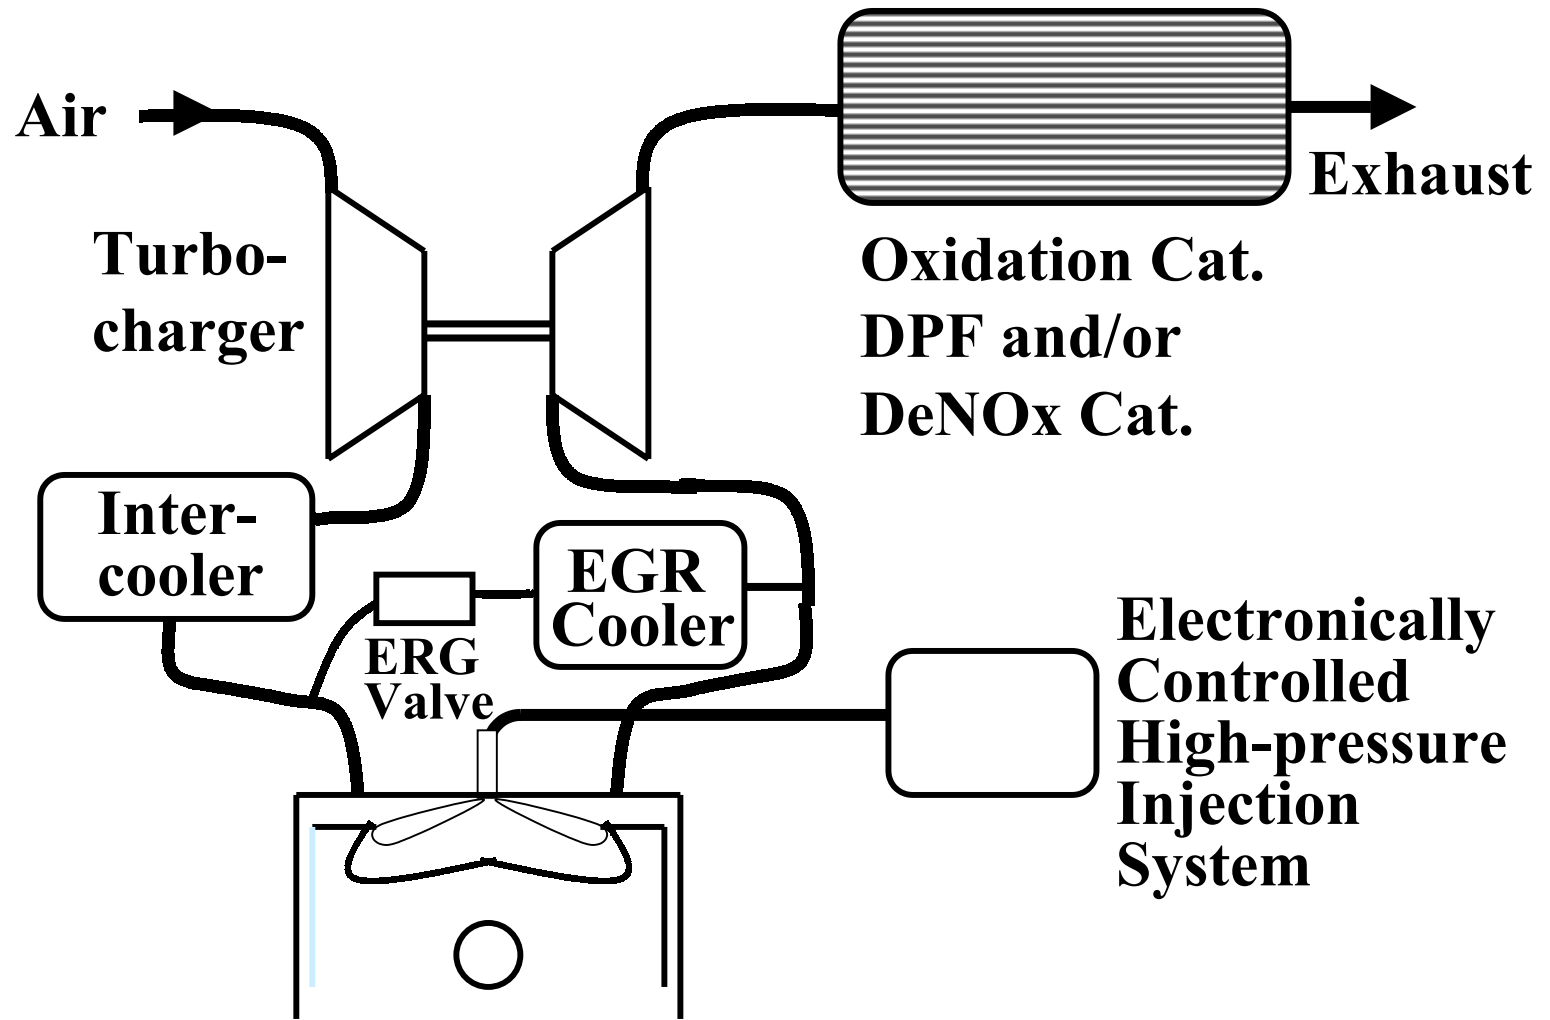 Air
Exhaust
Turbo-
charger
Oxidation Cat.
DPF and/or
DeNOx Cat.
Inter-
cooler
EGR
Cooler
ERG
Valve
Electronically
Controlled
High-pressure
Injection
System